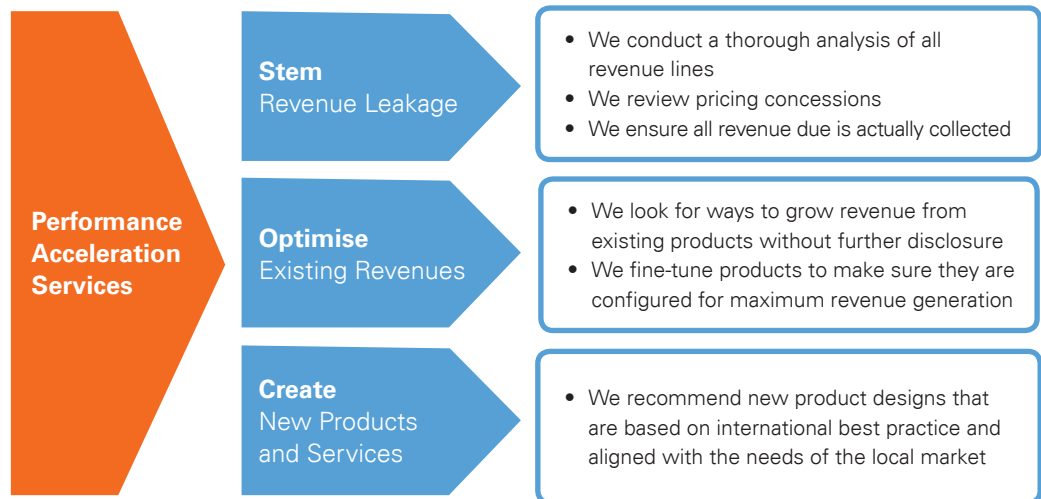 Performance
Acceleration
Services
Stem
Revenue Leakage
• We conduct a thorough analysis of all
revenue lines
• We review pricing concessions
• We ensure all revenue due is actually collected
Optimise
Existing Revenues
• We look for ways to grow revenue from
existing products without further disclosure
• We fine-tune products to make sure they are
configured for maximum revenue generation
Create
New Products
and Services
• We recommend new product designs that
are based on international best practice and
aligned with the needs of the local market